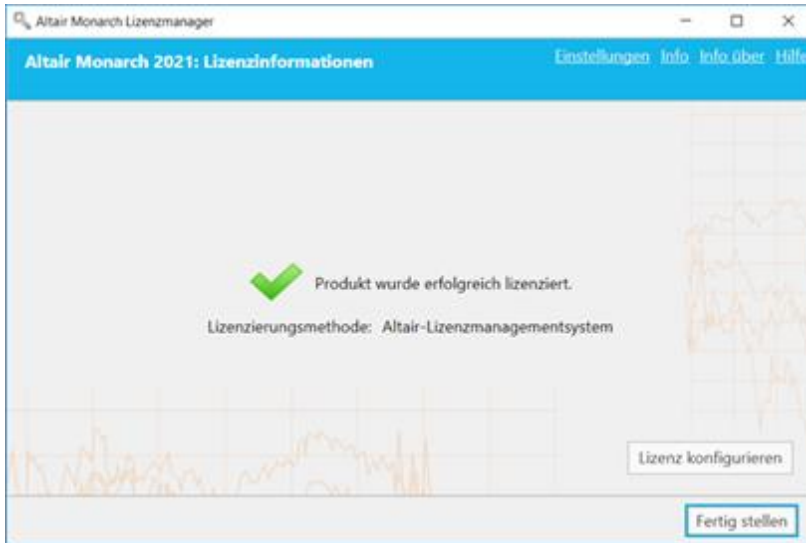 Altair Monarch Lizenzmanager
Altair Monarch 2021: Lizenzinformationen
Einstellungen Info Info über Hilfe
Produkt wurde erfolgreich lizenziert.
Lizenzierungsmethode: Altair-Lizenzmanagementsystem
Lizenz konfigurieren
Fertig stellen